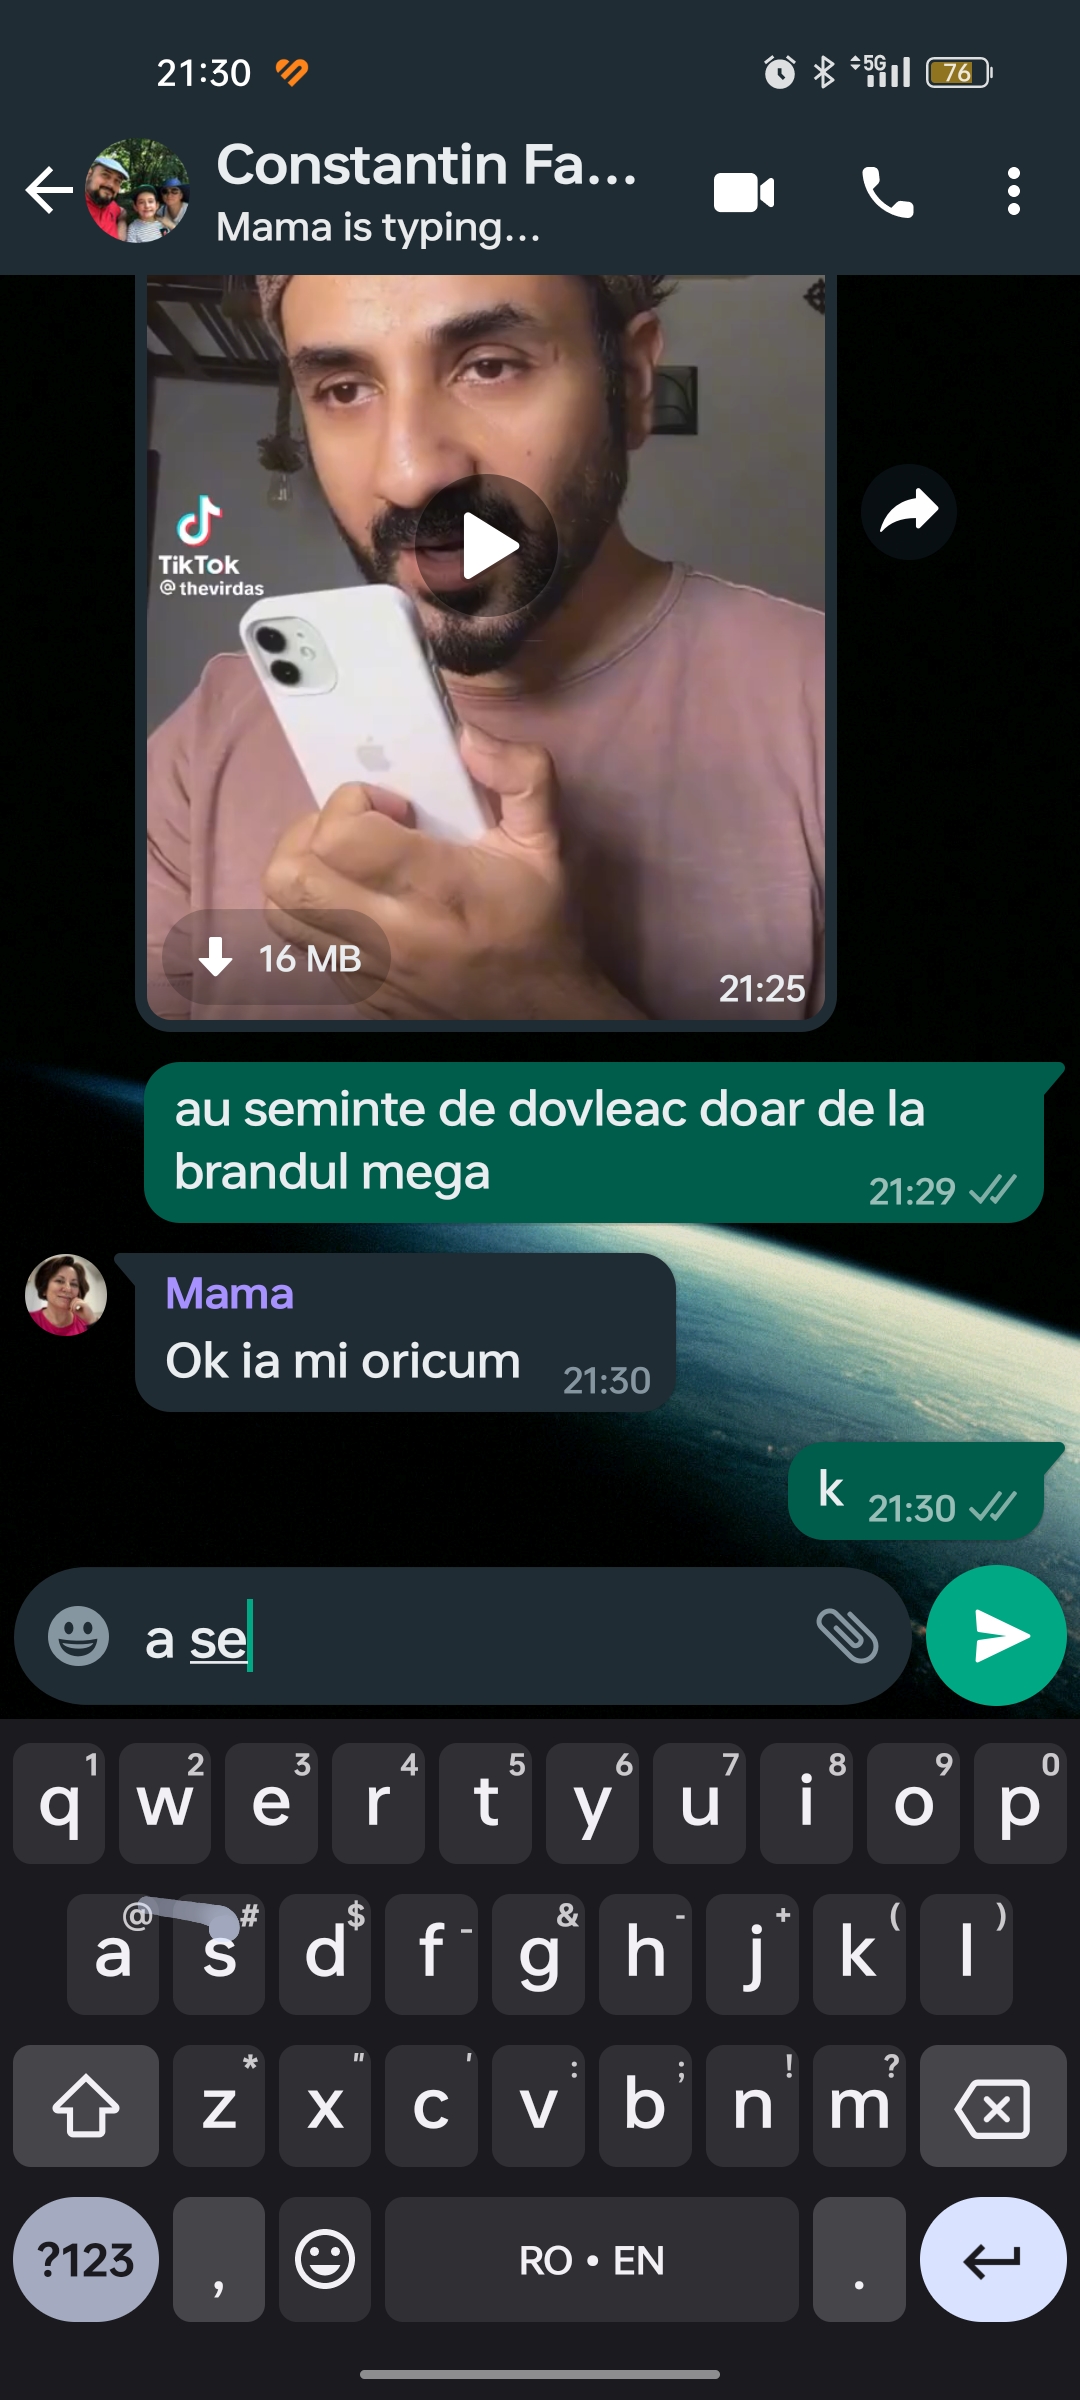 21:30
5G
76
Constantin Fa...
Mama is typing...
TikTok
@thevirdas
16 MB
21:25
au seminte de dovleac doar de la
brandul mega
21:29
Mama
Ok ia mi oricum
21:30
k
21:30
a se
q 1 w 2 e 3 r 4 t 5 y 6 u 7 i 8 o 9 p 0
a @ s # d $ f - g & h - j + k ( l )
z * x " c ' v : b ; n ! m ?
?123 , RO • EN .